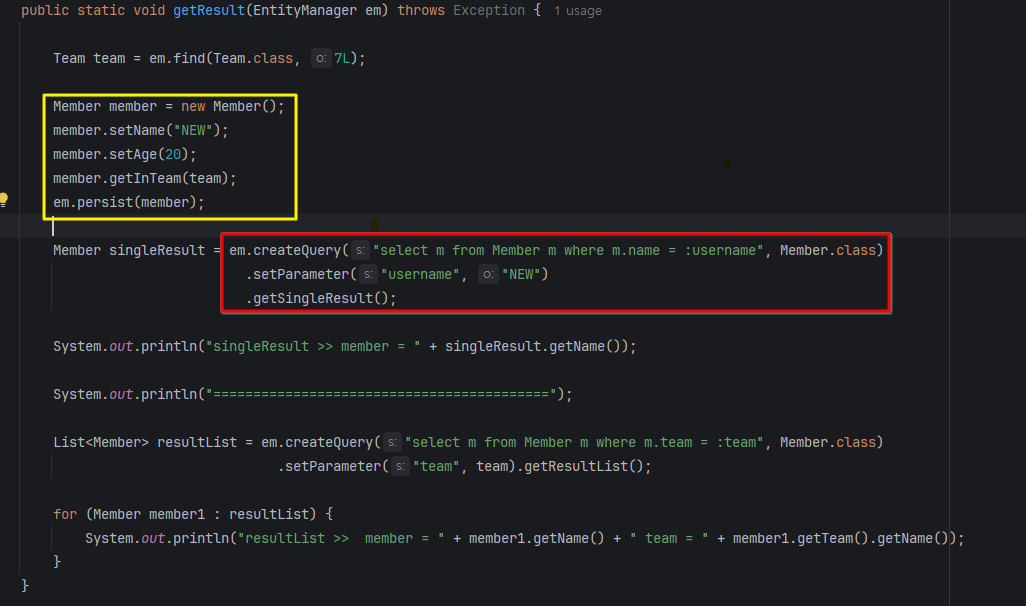 public static void getResult(EntityManager em) throws Exception { 1 usage
Team team = em.find(Team.class, o: 7L);
Member member = new Member();
member.setName("NEW");
member.setAge(20);
member.getInTeam(team);
em.persist(member);
Member singleResult = em.createQuery( s: "select m from Member m where m.name = :username", Member.class)
.setParameter( s: "username", o: "NEW")
.getSingleResult();
System.out.println("singleResult >> member = " + singleResult.getName());
System.out.println("==========================================");
List<Member> resultList = em.createQuery( s: "select m from Member m where m.team = :team", Member.class)
.setParameter( s: "team", team).getResultList();
for (Member member1 : resultList) {
System.out.println("resultList >>  member = " + member1.getName() + " team = " + member1.getTeam().getName());
}
}